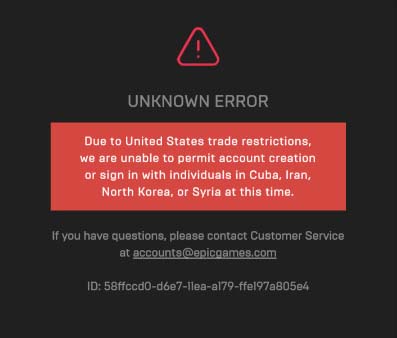 UNKNOWN ERROR
Due to United States trade restrictions,
we are unable to permit account creation
or sign in with individuals in Cuba, Iran,
North Korea, or Syria at this time.
If you have questions, please contact Customer Service
at accounts@epicgames.com
ID: 58ffccd0-d6e7-11ea-a179-ffe197a805e4